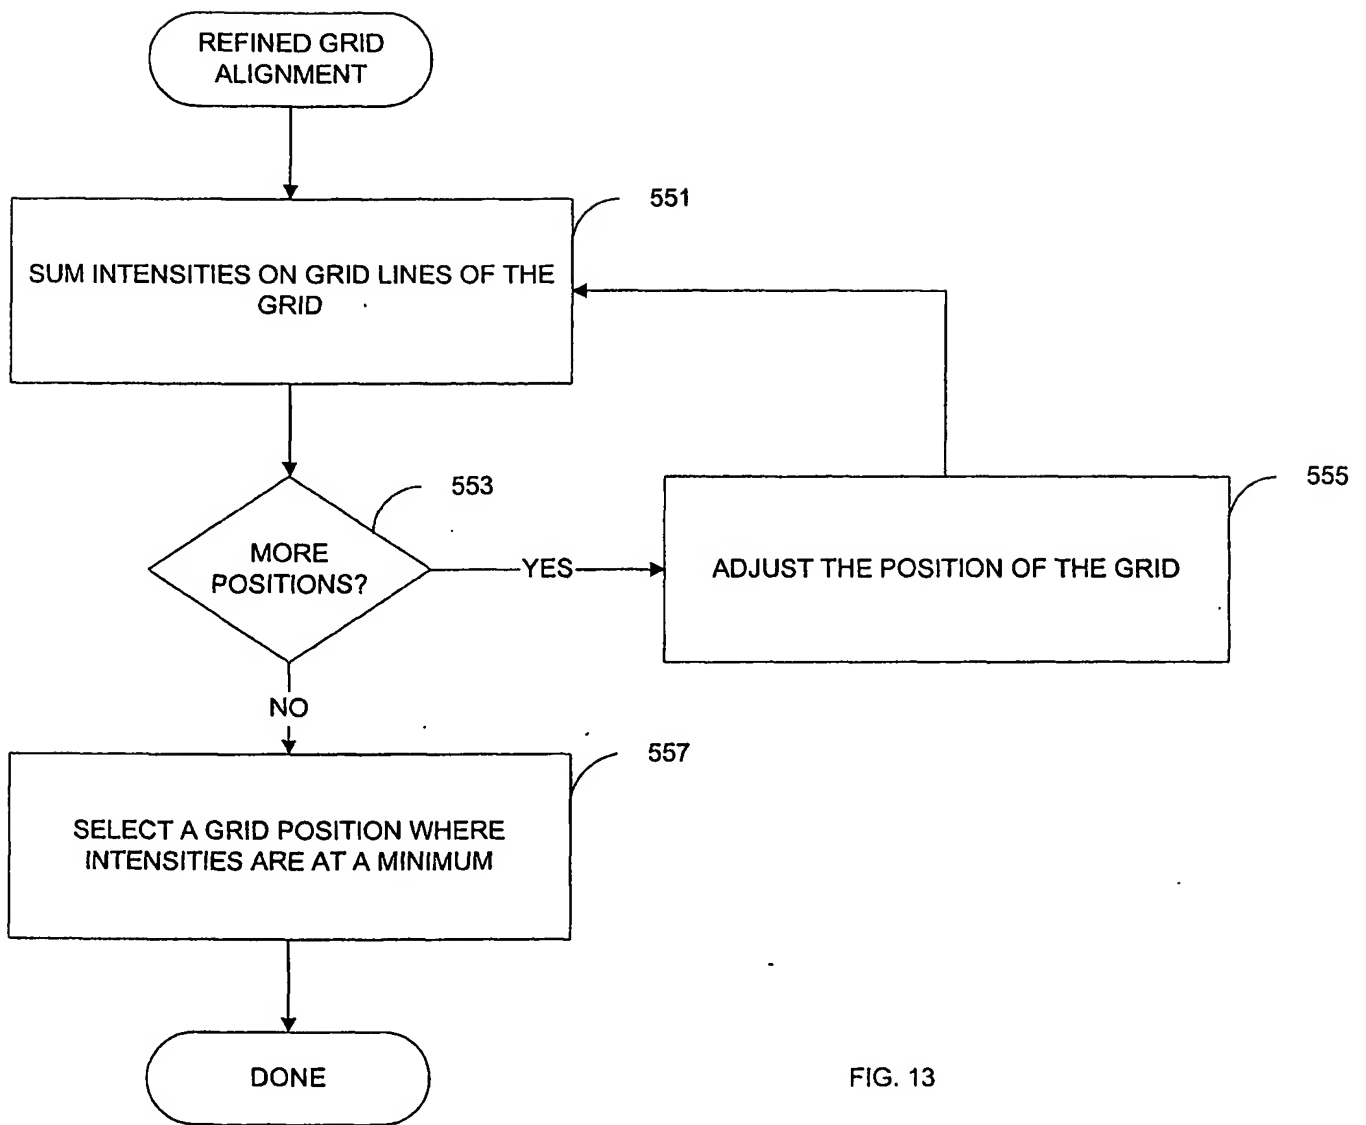 REFINED GRID
ALIGNMENT
551
SUM INTENSITIES ON GRID LINES OF THE
GRID
553
MORE
POSITIONS?
YES
555
ADJUST THE POSITION OF THE GRID
NO
557
SELECT A GRID POSITION WHERE
INTENSITIES ARE AT A MINIMUM
DONE
FIG. 13